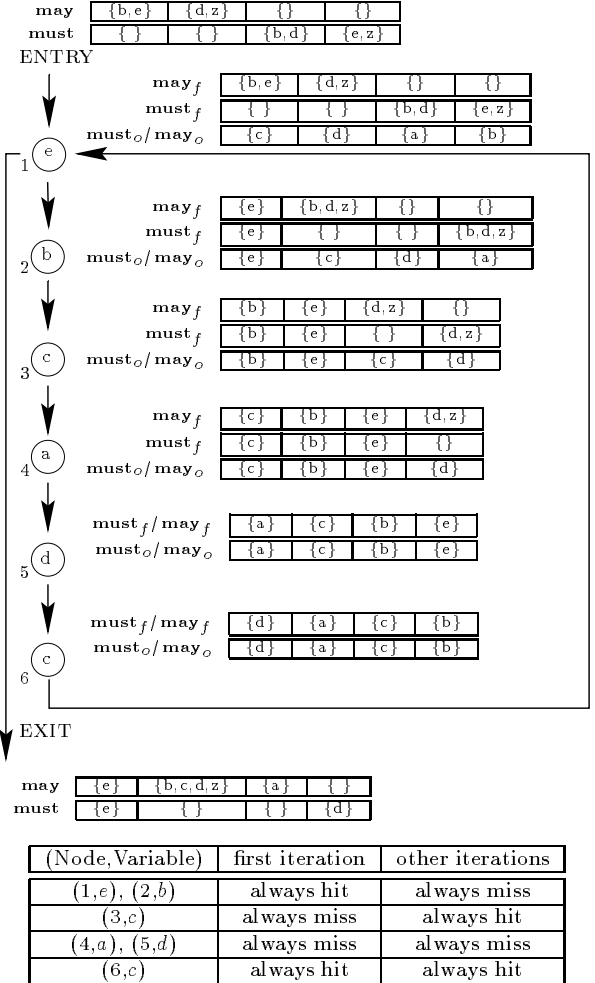 may {b,e} {d,z} {} {}
must { } { } {b,d} {e,z}
ENTRY
may_f {b,e} {d,z} {} {}
must_f { } { } {b,d} {e,z}
must_o/may_o {c} {d} {a} {b}
1 e
may_f {e} {b,d,z} {} {}
must_f {e} { } { } {b,d,z}
must_o/may_o {e} {c} {d} {a}
2 b
may_f {b} {e} {d,z} {}
must_f {b} {e} { } {d,z}
must_o/may_o {b} {e} {c} {d}
3 c
may_f {c} {b} {e} {d,z}
must_f {c} {b} {e} {}
must_o/may_o {c} {b} {e} {d}
4 a
must_f/may_f {a} {c} {b} {e}
must_o/may_o {a} {c} {b} {e}
5 d
must_f/may_f {d} {a} {c} {b}
must_o/may_o {d} {a} {c} {b}
6 c
EXIT
may {e} {b,c,d,z} {a} { }
must {e} { } { } {d}
(Node,Variable) first iteration other iterations
(1,e), (2,b) always hit always miss
(3,c) always miss always hit
(4,a), (5,d) always miss always miss
(6,c) always hit always hit